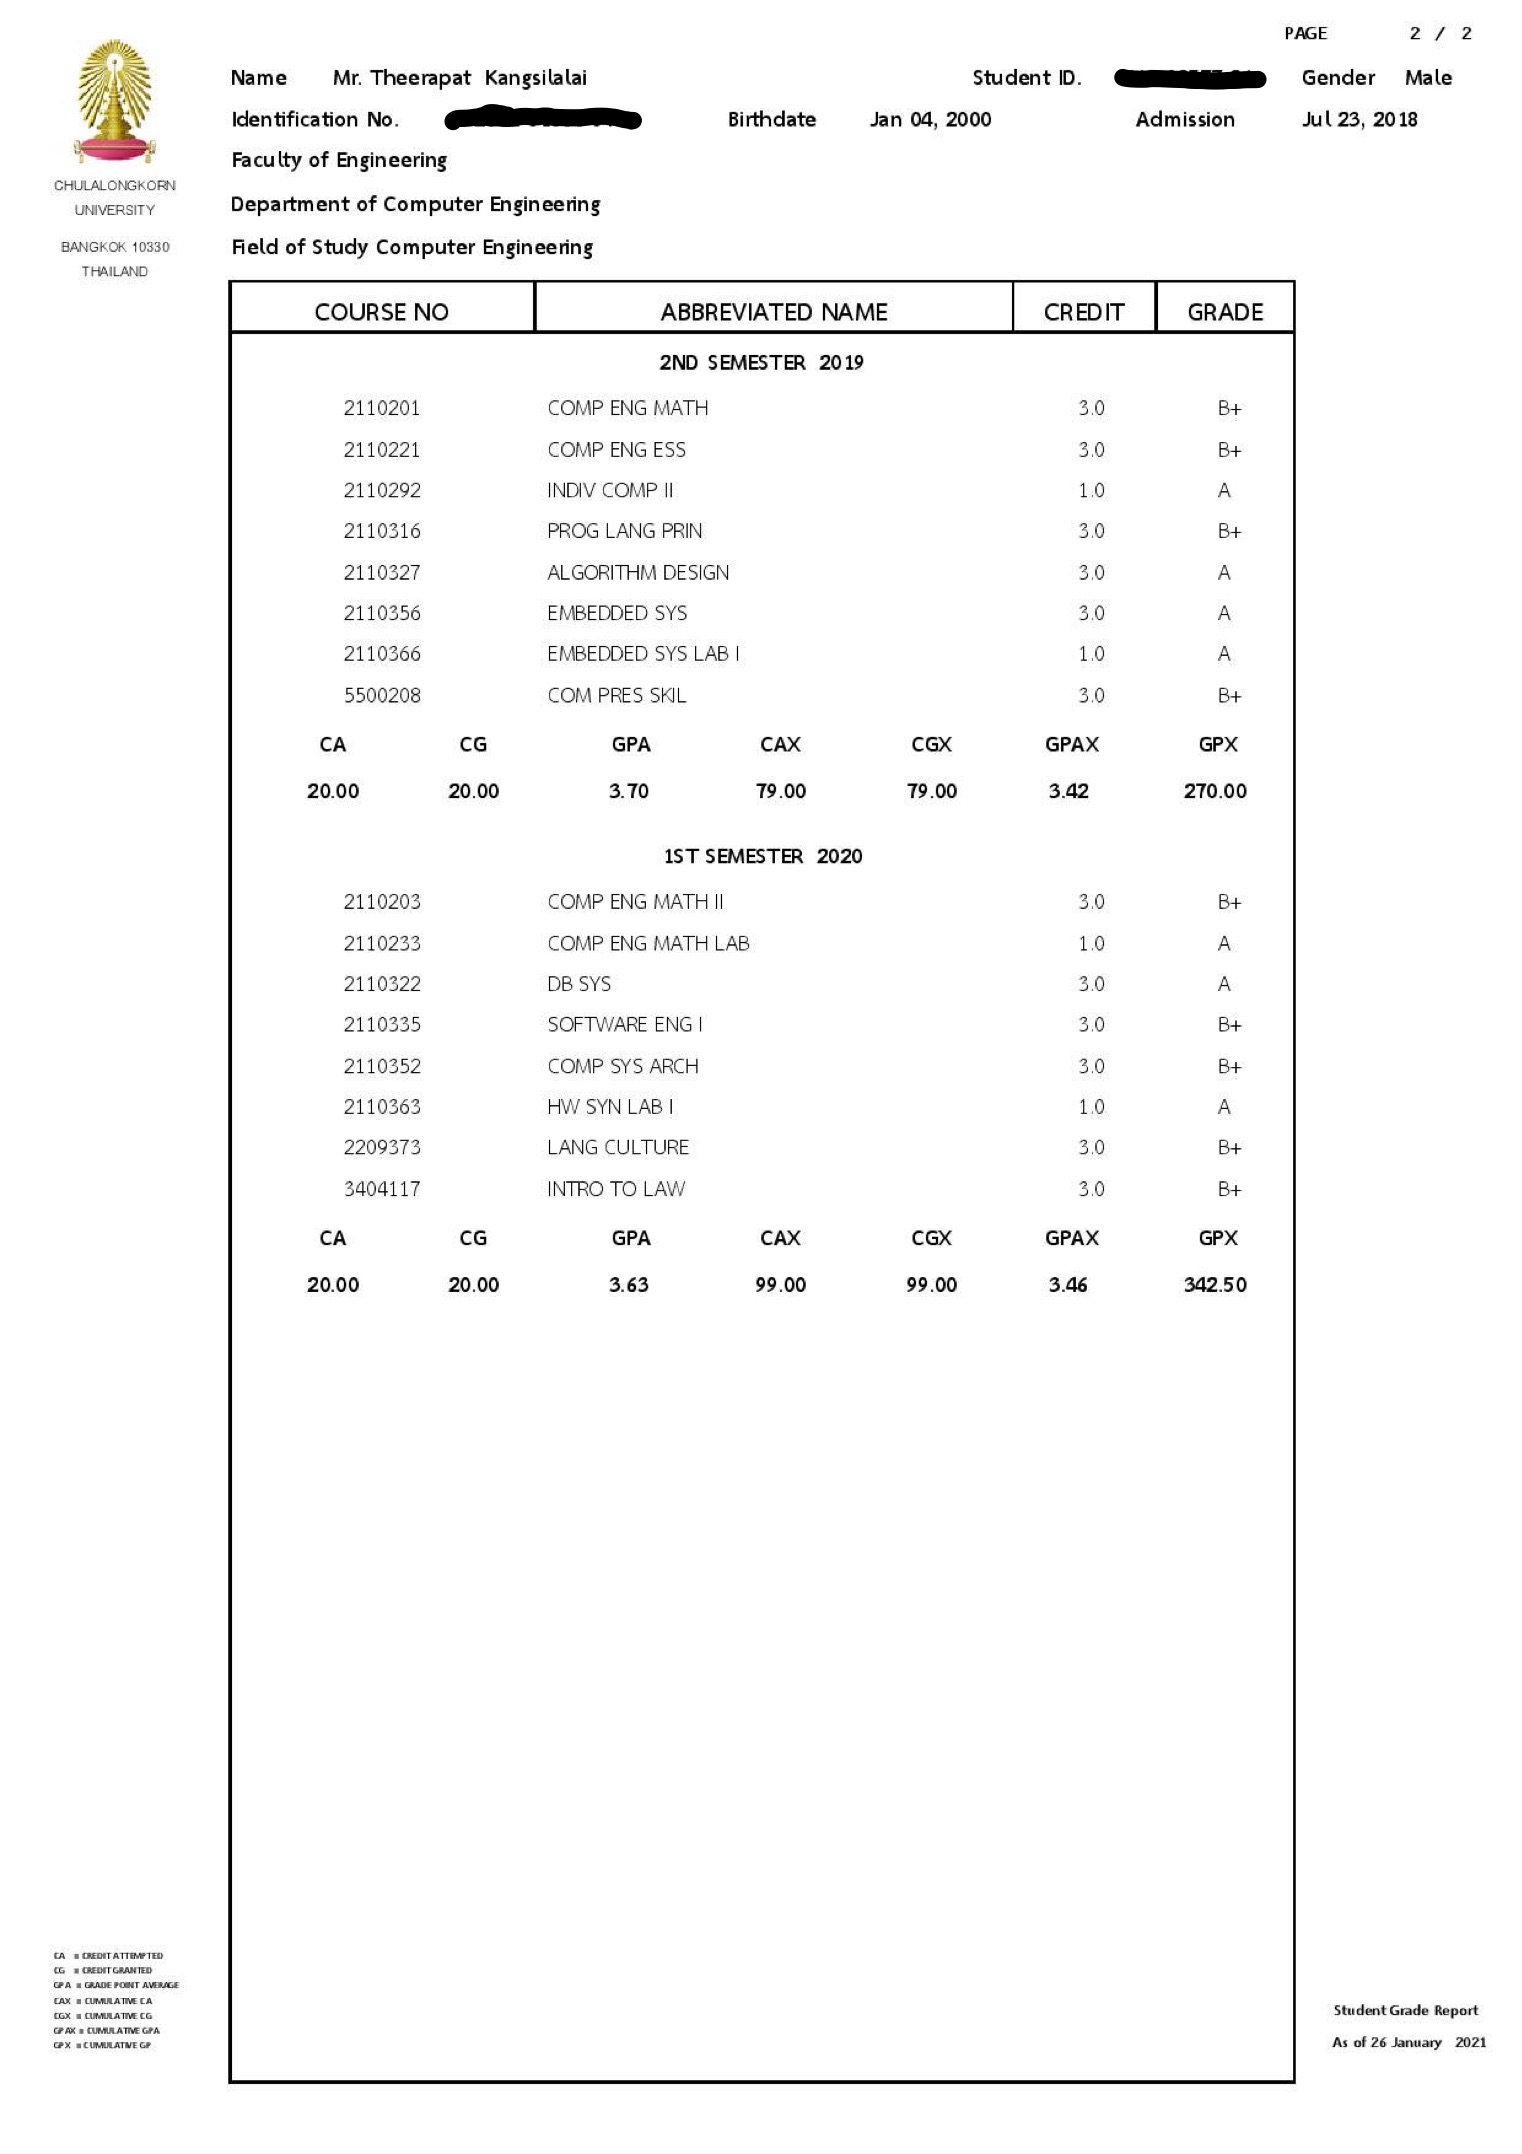 PAGE 2 / 2
Name Mr. Theerapat Kangsilalai Student ID. Gender Male
Identification No. Birthdate Jan 04, 2000 Admission Jul 23, 2018
Faculty of Engineering
Department of Computer Engineering
Field of Study Computer Engineering
CHULALONGKORN
UNIVERSITY
BANGKOK 10330
THAILAND
COURSE NO ABBREVIATED NAME CREDIT GRADE
2ND SEMESTER 2019
2110201 COMP ENG MATH 3.0 B+
2110221 COMP ENG ESS 3.0 B+
2110292 INDIV COMP II 1.0 A
2110316 PROG LANG PRIN 3.0 B+
2110327 ALGORITHM DESIGN 3.0 A
2110356 EMBEDDED SYS 3.0 A
2110366 EMBEDDED SYS LAB I 1.0 A
5500208 COM PRES SKIL 3.0 B+
CA CG GPA CAX CGX GPAX GPX
20.00 20.00 3.70 79.00 79.00 3.42 270.00
1ST SEMESTER 2020
2110203 COMP ENG MATH II 3.0 B+
2110233 COMP ENG MATH LAB 1.0 A
2110322 DB SYS 3.0 A
2110335 SOFTWARE ENG I 3.0 B+
2110352 COMP SYS ARCH 3.0 B+
2110363 HW SYN LAB I 1.0 A
2209373 LANG CULTURE 3.0 B+
3404117 INTRO TO LAW 3.0 B+
CA CG GPA CAX CGX GPAX GPX
20.00 20.00 3.63 99.00 99.00 3.46 342.50
CA = CREDIT ATTEMPTED
CG = CREDIT GRANTED
GPA = GRADE POINT AVERAGE
CAX = CUMULATIVE CA
CGX = CUMULATIVE CG
GPAX = CUMULATIVE GPA
GPX = CUMULATIVE GP
Student Grade Report
As of 26 January 2021